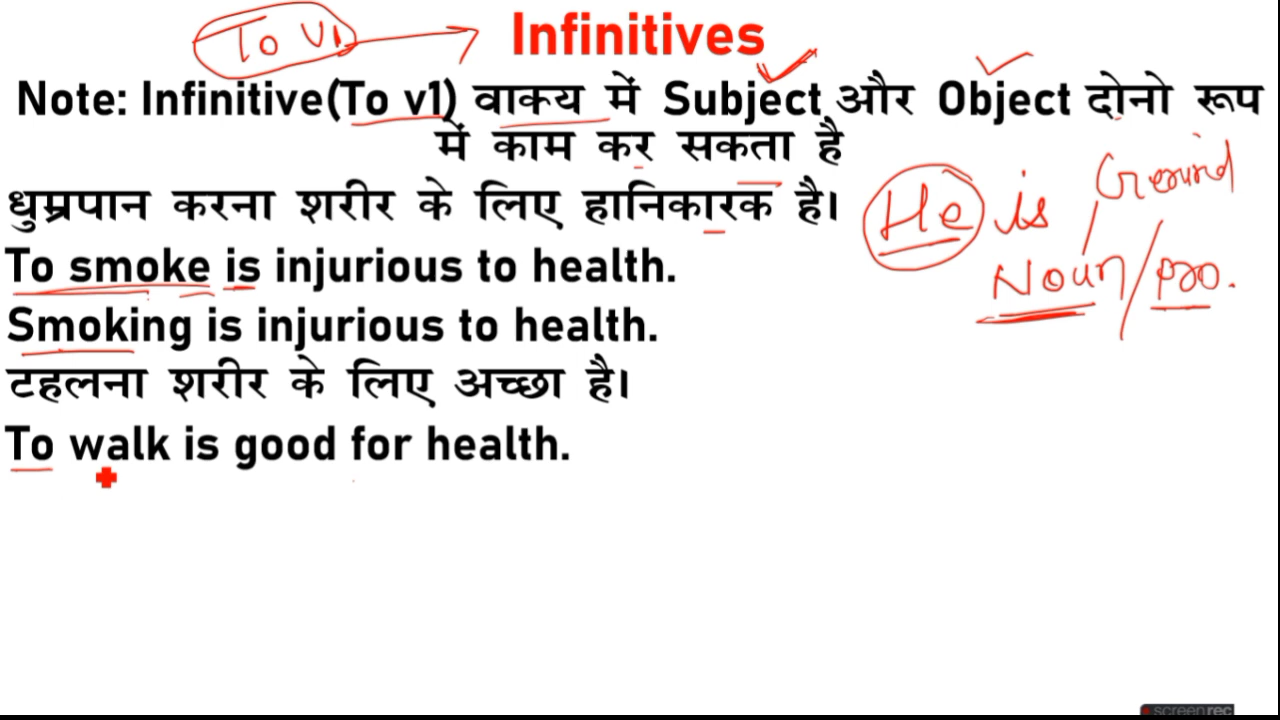 To V1 Infinitives
Note: Infinitive(To v1) वाक्य में Subject और Object दोनो रूप
में काम कर सकता है
धुम्रपान करना शरीर के लिए हानिकारक है।
He is Gerund
Noun/pro.
To smoke is injurious to health.
Smoking is injurious to health.
टहलना शरीर के लिए अच्छा है।
To walk is good for health.
screenrec